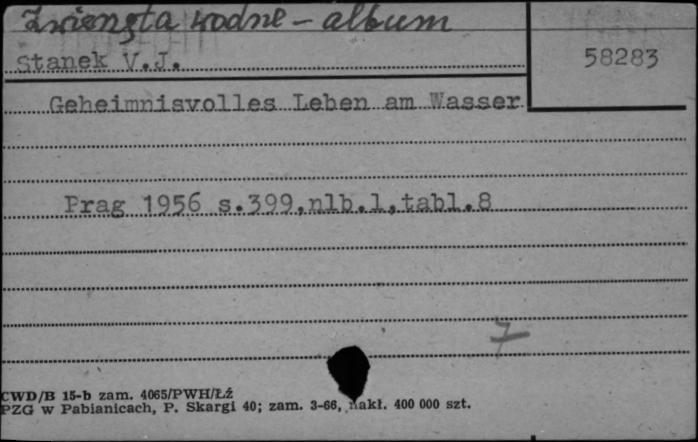 Zwierzęta wodne – album
Stanek V.J.
58283
Geheimnisvolles Leben am Wasser
Prag 1956 s.399,nlb.1,tabl.8
7
CWD/B 15-b zam. 4065/PWH/Łź
PZG w Pabianicach, P. Skargi 40; zam. 3-66, nakł. 400 000 szt.